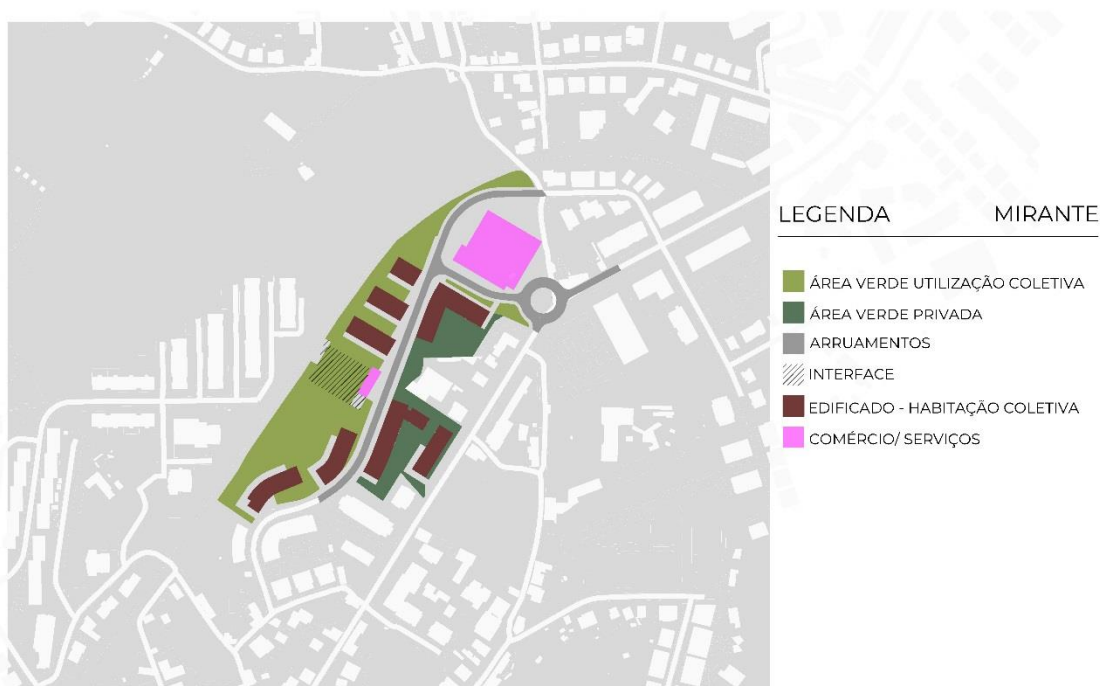 LEGENDA MIRANTE
ÁREA VERDE UTILIZAÇÃO COLETIVA
ÁREA VERDE PRIVADA
ARRUAMENTOS
INTERFACE
EDIFICADO - HABITAÇÃO COLETIVA
COMÉRCIO/ SERVIÇOS